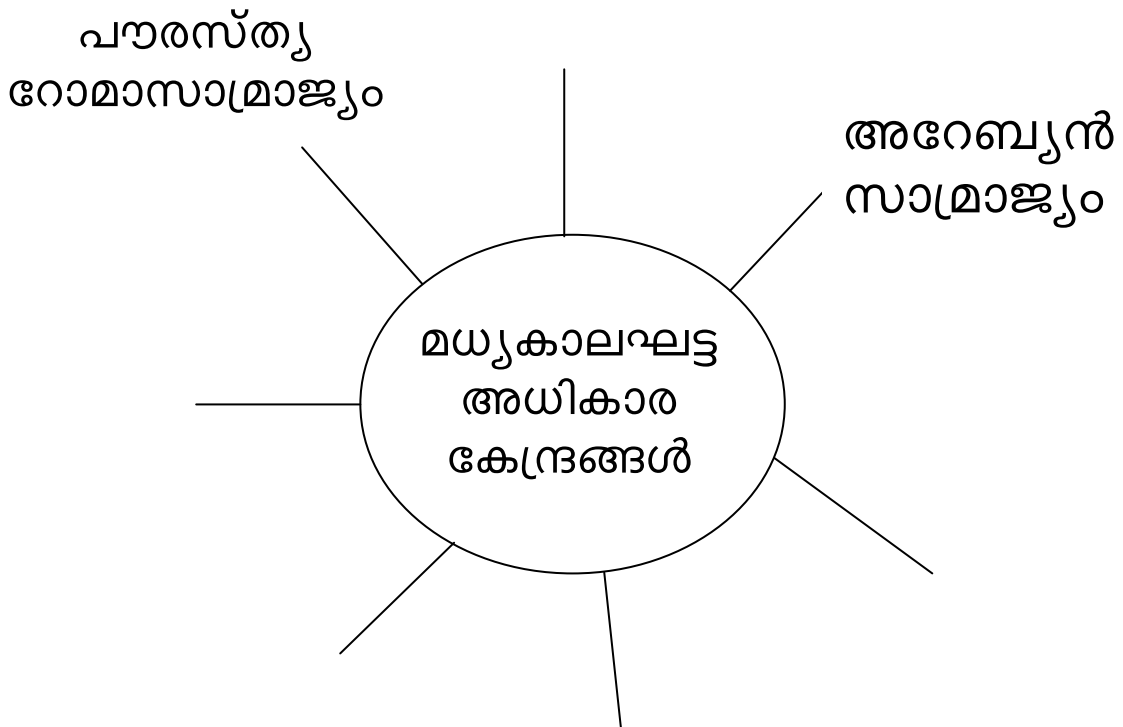 പൗരസ്ത്യ
റോമാസാമ്രാജ്യം
അറേബ്യൻ
സാമ്രാജ്യം
മധ്യകാലഘട്ട
അധികാര
കേന്ദ്രങ്ങൾ